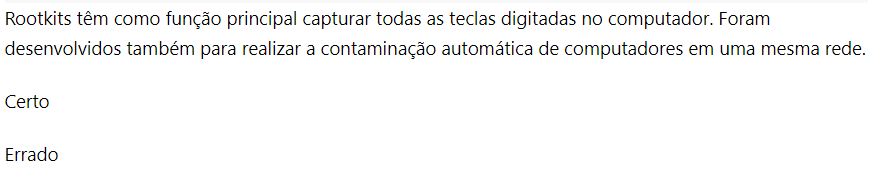 Rootkits têm como função principal capturar todas as teclas digitadas no computador. Foram
desenvolvidos também para realizar a contaminação automática de computadores em uma mesma rede.
Certo
Errado